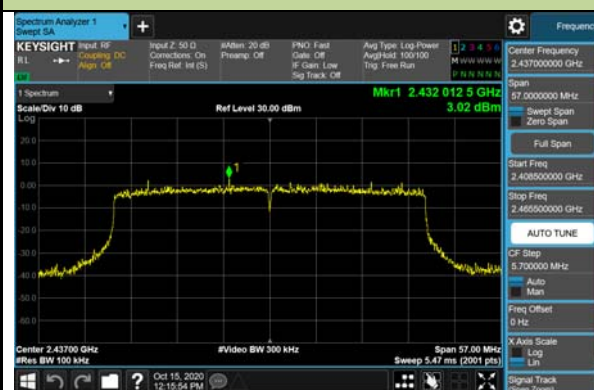 Spectrum Analyzer 1
Swept SA
+
Frequency
KEYSIGHT Input: RF
RL
Coupling: DC
Align: Off
Input Z: 50 Ω
Corrections: On
Freq Ref: Int (S)
#Atten: 20 dB
Preamp: Off
PNO: Fast
Gate: Off
IF Gain: Low
Sig Track: Off
Avg Type: Log-Power
Avg|Hold: 100/100
Trig: Free Run
1 2 3 4 5 6
M W W W W W
P N N N N N
Center Frequency
2.437000000 GHz
Span
57.0000000 MHz
Swept Span
Zero Span
Full Span
Start Freq
2.408500000 GHz
Stop Freq
2.465500000 GHz
AUTO TUNE
CF Step
5.700000 MHz
Auto
Man
Freq Offset
0 Hz
X Axis Scale
Log
Lin
Signal Track
1 Spectrum
Scale/Div 10 dB
Log
Ref Level 30.00 dBm
Mkr1 2.432 012 5 GHz
3.02 dBm
20.0
10.0
0.00
-10.0
-20.0
-30.0
-40.0
-50.0
-60.0
1
Center 2.43700 GHz
#Res BW 100 kHz
#Video BW 300 kHz
Span 57.00 MHz
Sweep 5.47 ms (2001 pts)
?
Oct 15, 2020
12:15:54 PM